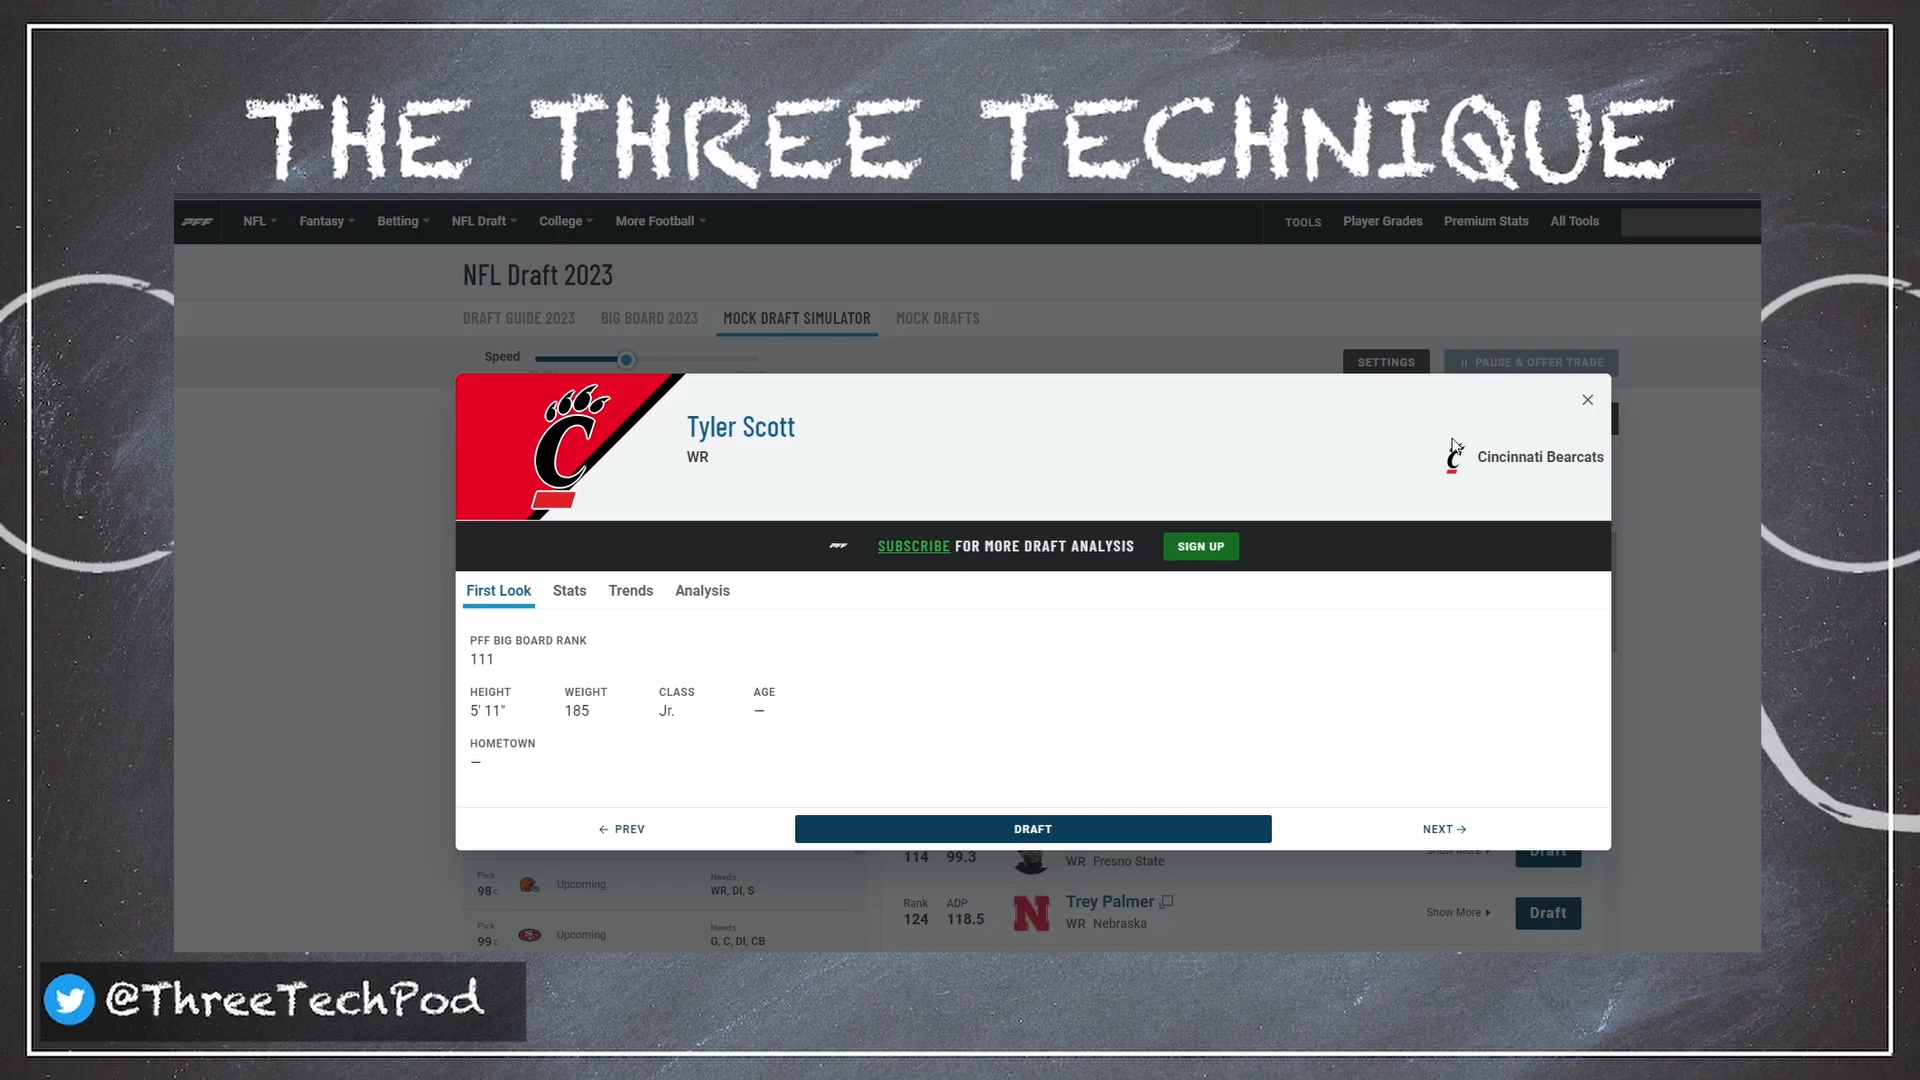 THE THREE TECHNIQUE
PFF NFL Fantasy Betting NFL Draft College More Football TOOLS Player Grades Premium Stats All Tools
NFL Draft 2023
DRAFT GUIDE 2023 BIG BOARD 2023 MOCK DRAFT SIMULATOR MOCK DRAFTS
Speed SETTINGS PAUSE & OFFER TRADE
Tyler Scott
WR Cincinnati Bearcats
PFF SUBSCRIBE FOR MORE DRAFT ANALYSIS SIGN UP
First Look Stats Trends Analysis
PFF BIG BOARD RANK
111
HEIGHT WEIGHT CLASS AGE
5' 11" 185 Jr. —
HOMETOWN
—
← PREV DRAFT NEXT →
114 99.3 WR Fresno State Show More Draft
Pick 98 c Upcoming Needs WR, DI, S
Rank 124 ADP 118.5 N Trey Palmer WR Nebraska Show More Draft
Pick 99 c Upcoming Needs G, C, DI, CB
@ThreeTechPod